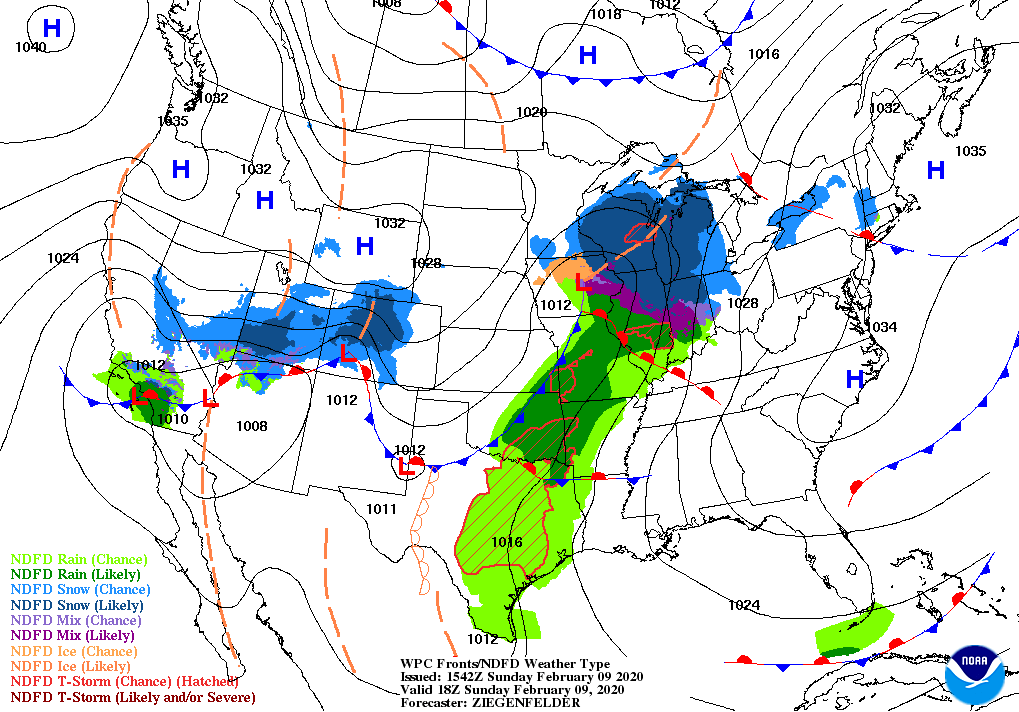 1008
1012
1018
H
H
1040
1016
1032
1020
1032
1035
1035
H
1032
H
H
1032
H
1024
1028
L
1012
1028
1034
L
1012
H
L
1010
L
1012
1008
1012
L
1011
1016
NDFD Rain (Chance)
NDFD Rain (Likely)
NDFD Snow (Chance)
NDFD Snow (Likely)
NDFD Mix (Chance)
NDFD Mix (Likely)
NDFD Ice (Chance)
NDFD Ice (Likely)
NDFD T-Storm (Chance) (Hatched)
NDFD T-Storm (Likely and/or Severe)
1024
1012
WPC Fronts/NDFD Weather Type
Issued: 1542Z Sunday February 09 2020
Valid 18Z Sunday February 09, 2020
Forecaster: ZIEGENFELDER
NOAA